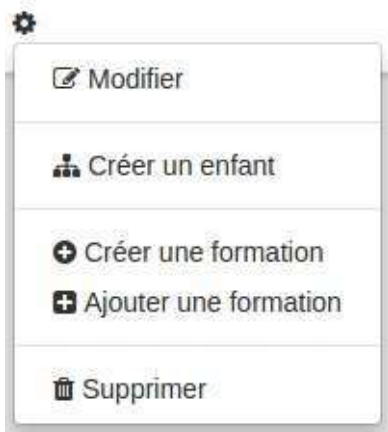 Modifier
Créer un enfant
Créer une formation
Ajouter une formation
Supprimer